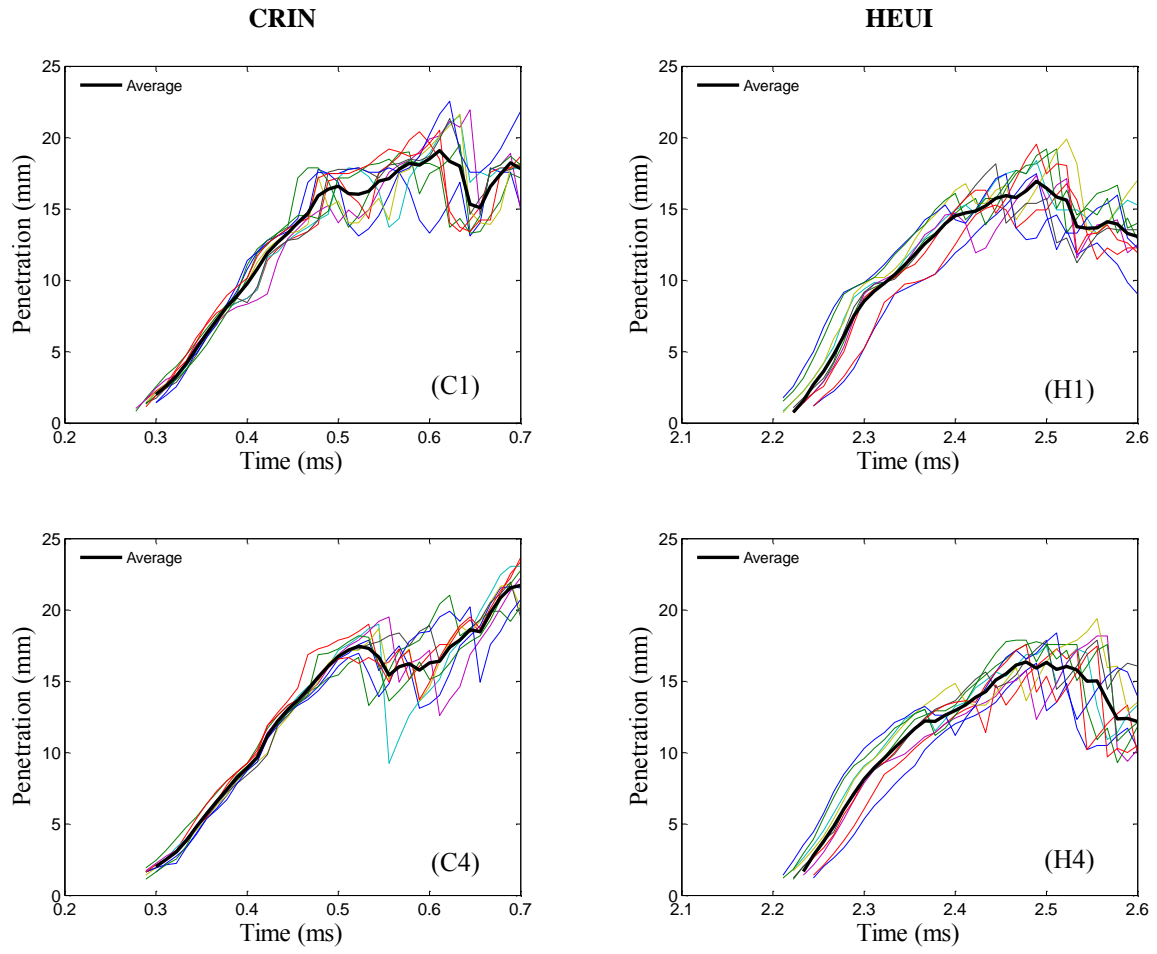 CRIN
HEUI
25
20
15
10
5
0
Penetration (mm)
Average
(C1)
0.2 0.3 0.4 0.5 0.6 0.7
Time (ms)
25
20
15
10
5
0
Penetration (mm)
Average
(H1)
2.1 2.2 2.3 2.4 2.5 2.6
Time (ms)
25
20
15
10
5
0
Penetration (mm)
Average
(C4)
0.2 0.3 0.4 0.5 0.6 0.7
Time (ms)
25
20
15
10
5
0
Penetration (mm)
Average
(H4)
2.1 2.2 2.3 2.4 2.5 2.6
Time (ms)